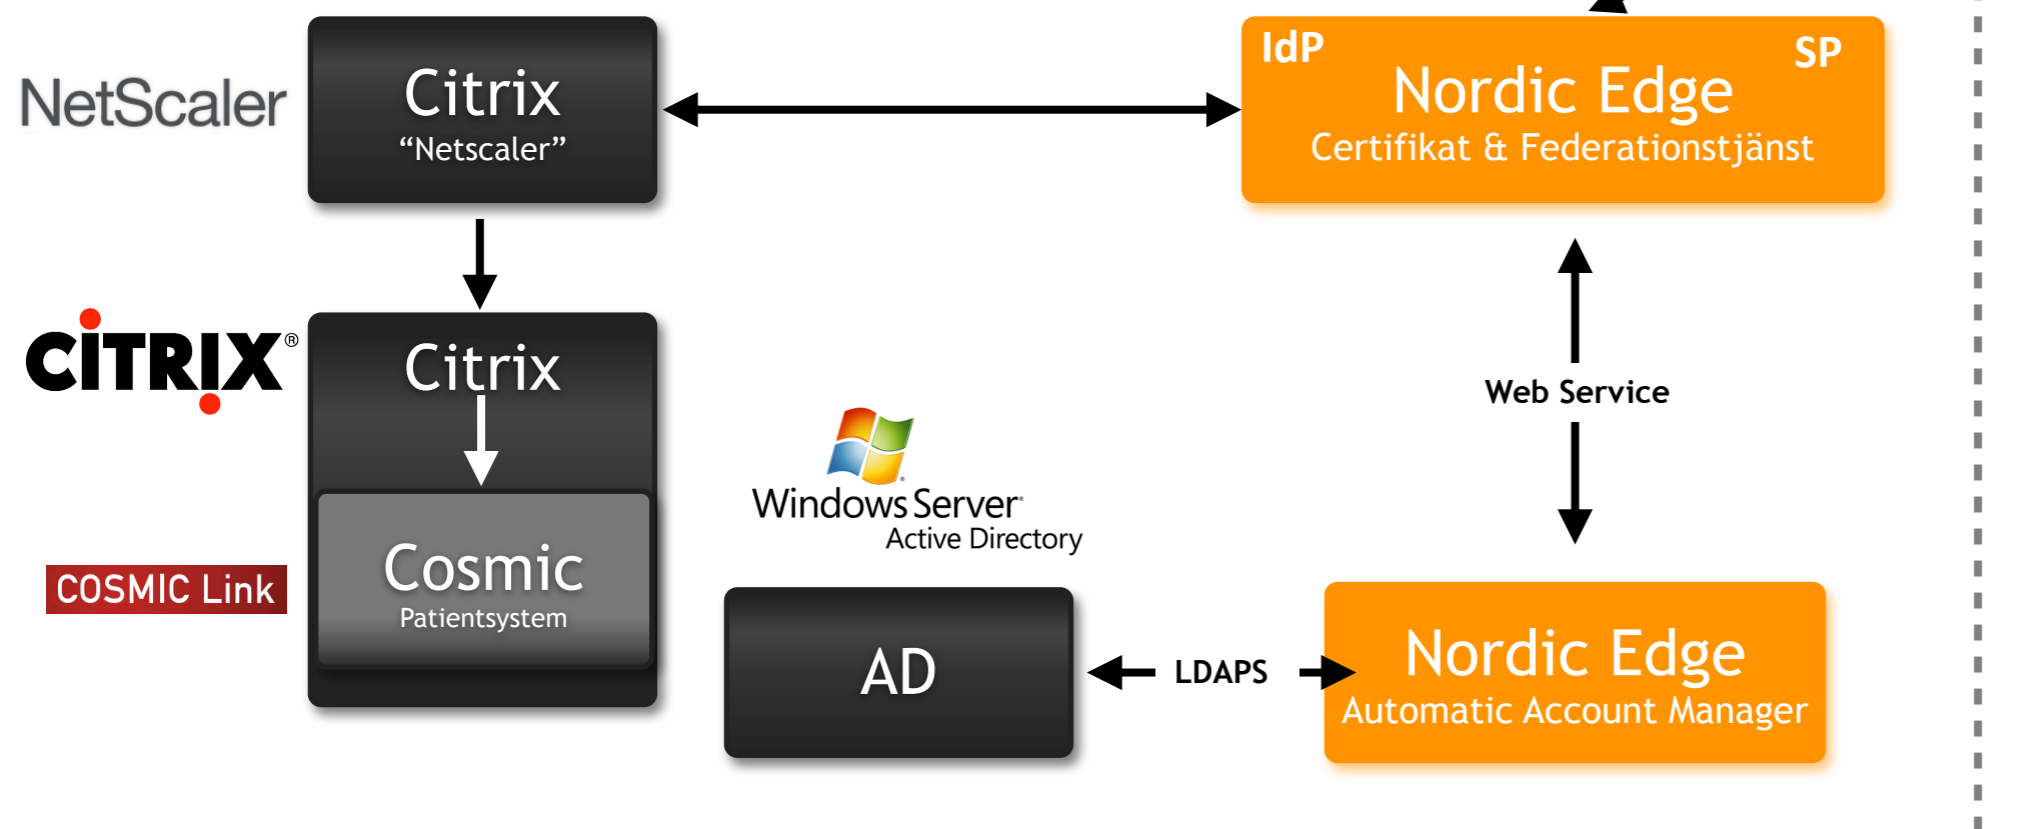 NetScaler
Citrix
“Netscaler”
IdP
SP
Nordic Edge
Certifikat & Federationstjänst
CiTRIX®
Citrix
Web Service
Windows Server
Active Directory
COSMIC Link
Cosmic
Patientsystem
AD
LDAPS
Nordic Edge
Automatic Account Manager